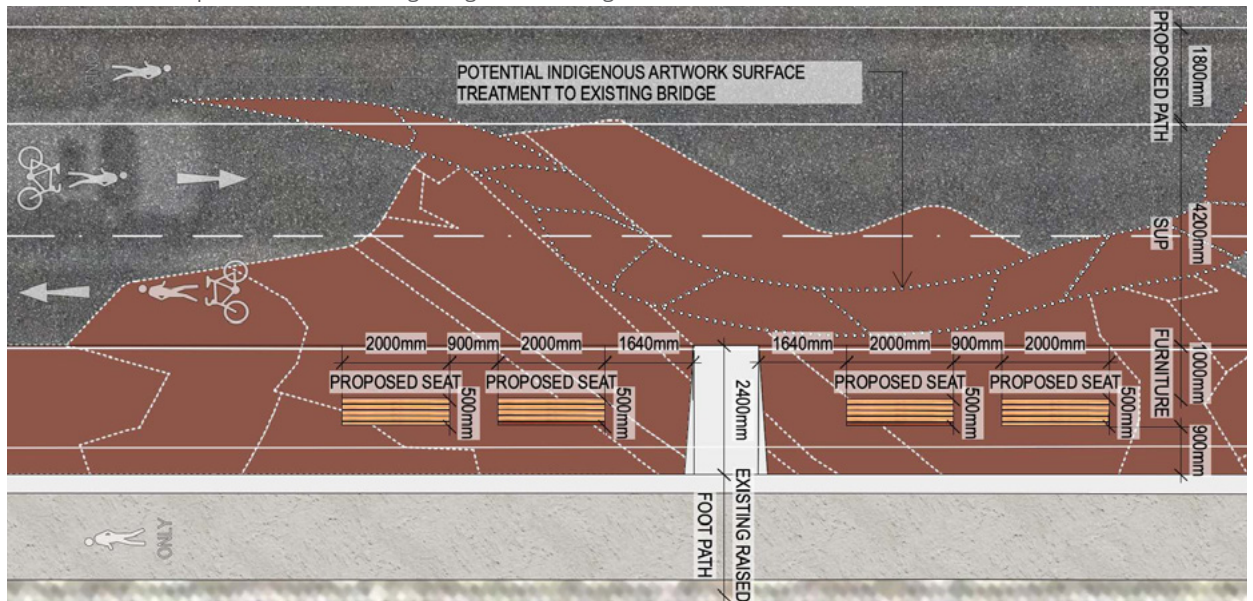 POTENTIAL INDIGENOUS ARTWORK SURFACE
TREATMENT TO EXISTING BRIDGE
PROPOSED PATH
1800mm
SUP
4200mm
FURNITURE
1000mm
900mm
2000mm
900mm
2000mm
1640mm
1640mm
2000mm
900mm
2000mm
PROPOSED SEAT
500mm
PROPOSED SEAT
500mm
PROPOSED SEAT
500mm
PROPOSED SEAT
500mm
2400mm
EXISTING RAISED
FOOT PATH
ONLY